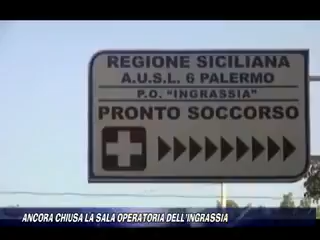 REGIONE SICILIANA
A.U.S.L. 6 PALERMO
P.O. "INGRASSIA"
PRONTO SOCCORSO
ANCORA CHIUSA LA SALA OPERATORIA DELL'INGRASSIA